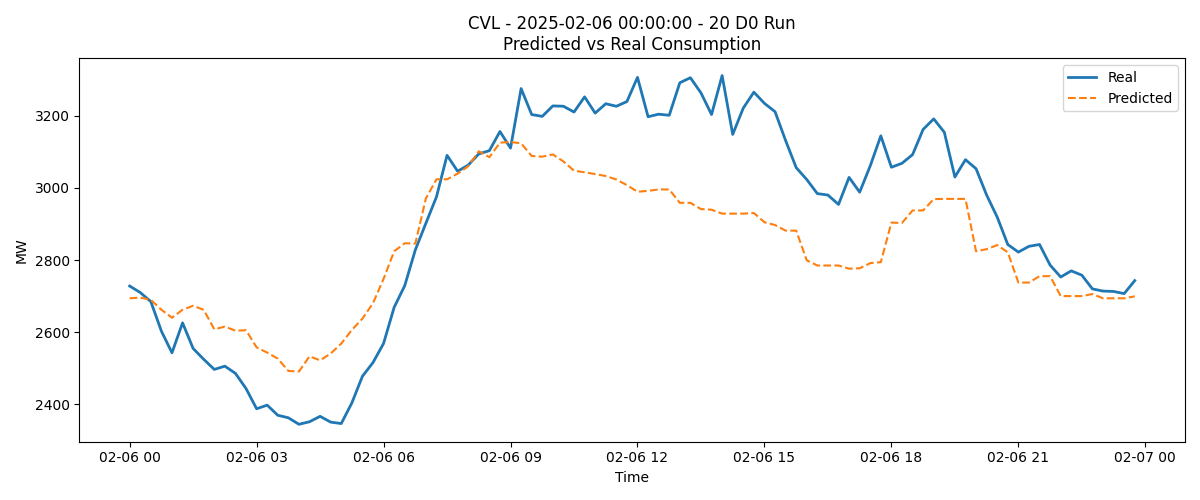 CVL - 2025-02-06 00:00:00 - 20 D0 Run
Predicted vs Real Consumption
Real
Predicted
MW
3200
3000
2800
2600
2400
02-06 00
02-06 03
02-06 06
02-06 09
02-06 12
02-06 15
02-06 18
02-06 21
02-07 00
Time